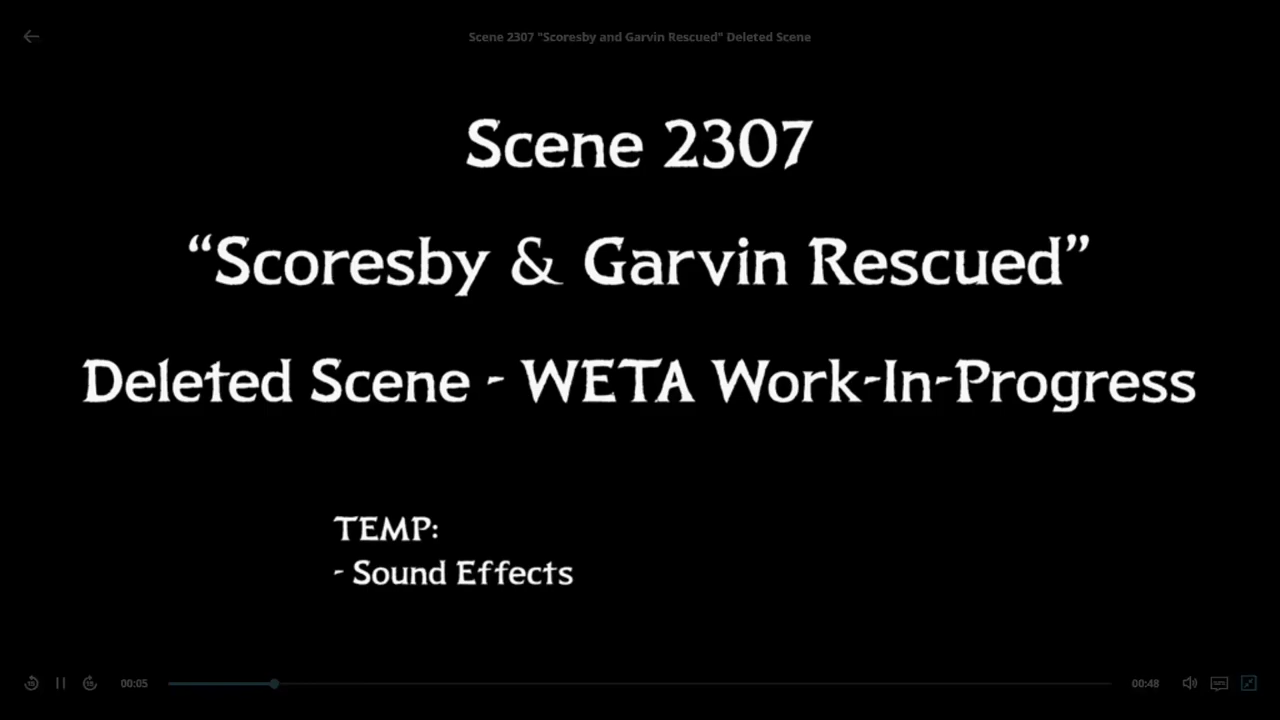 Scene 2307 "Scoresby and Garvin Rescued" Deleted Scene
Scene 2307
“Scoresby & Garvin Rescued”
Deleted Scene - WETA Work-In-Progress
TEMP:
- Sound Effects
00:05
00:48